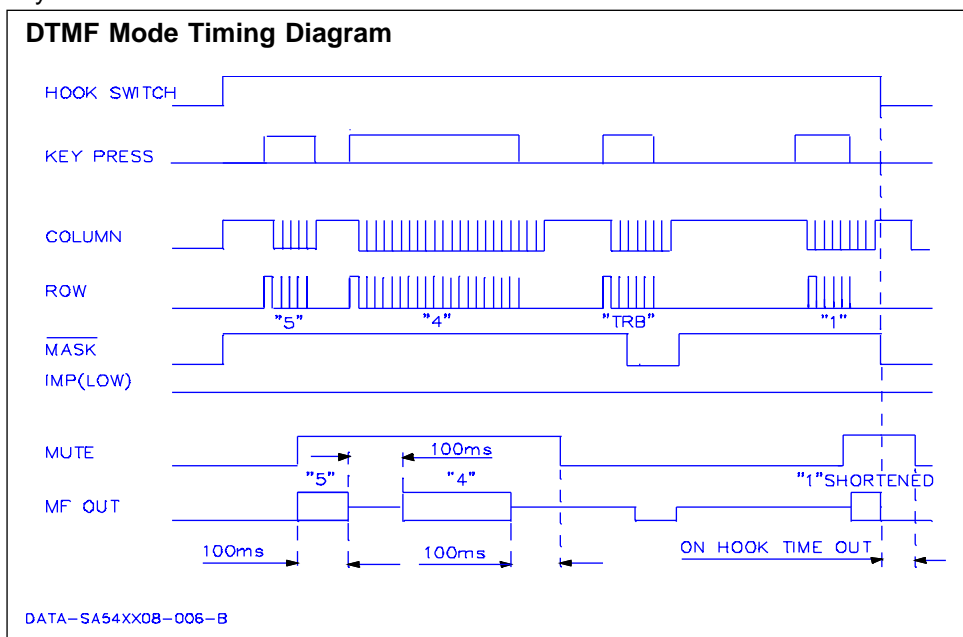 DTMF Mode Timing Diagram
HOOK SWITCH
KEY PRESS
COLUMN
ROW
"5" "4" "TRB" "1"
MASK
IMP(LOW)
MUTE
100ms
"5" "4" "1" SHORTENED
MF OUT
100ms 100ms ON HOOK TIME OUT
DATA-SA54XX08-006-B